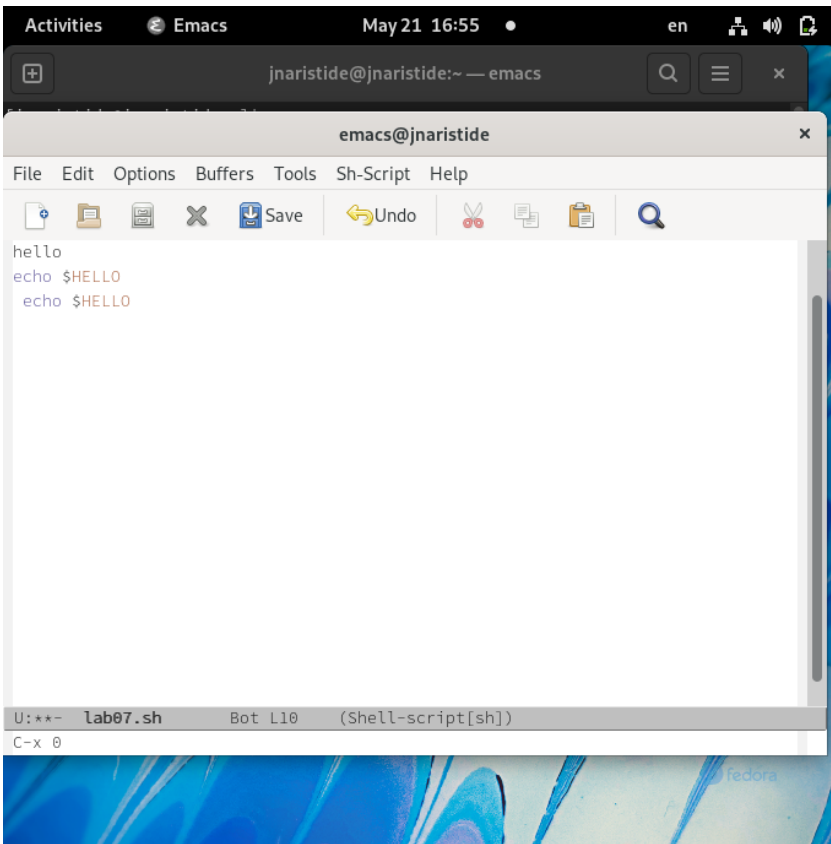 Activities Emacs May 21 16:55 en
jnaristide@jnaristide:~ — emacs
emacs@jnaristide
File Edit Options Buffers Tools Sh-Script Help
Save Undo
hello
echo $HELLO
 echo $HELLO
U:**- lab07.sh Bot L10 (Shell-script[sh])
C-x 0
fedora